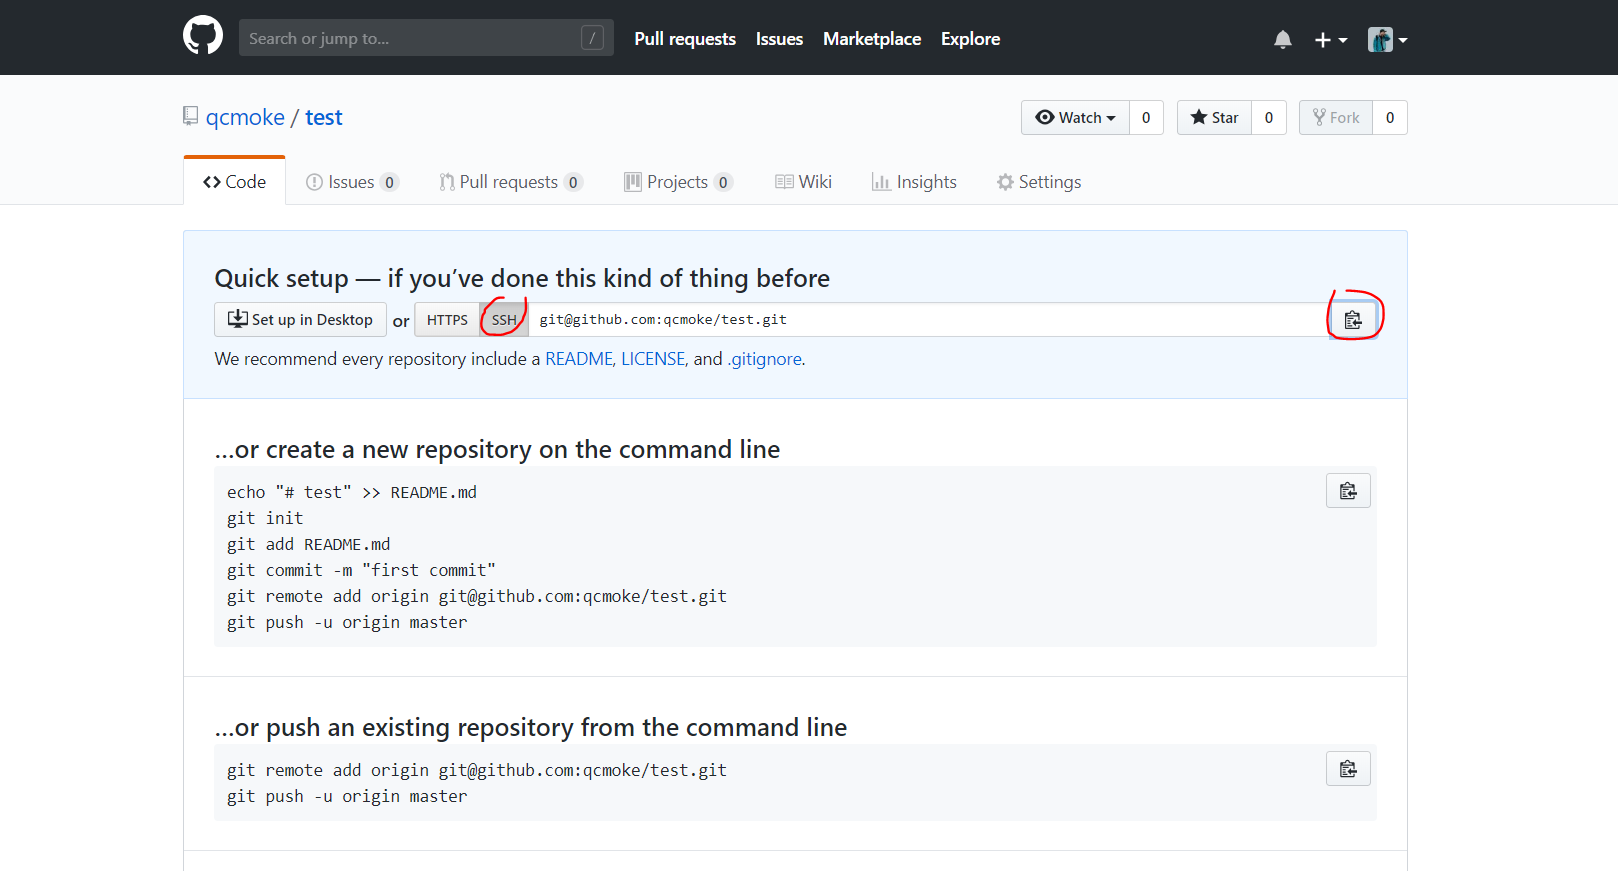 Search or jump to... / Pull requests Issues Marketplace Explore
qcmoke / test Watch 0 Star 0 Fork 0
Code Issues 0 Pull requests 0 Projects 0 Wiki Insights Settings
Quick setup — if you’ve done this kind of thing before
Set up in Desktop or HTTPS SSH git@github.com:qcmoke/test.git
We recommend every repository include a README, LICENSE, and .gitignore.
…or create a new repository on the command line
echo "# test" >> README.md
git init
git add README.md
git commit -m "first commit"
git remote add origin git@github.com:qcmoke/test.git
git push -u origin master
…or push an existing repository from the command line
git remote add origin git@github.com:qcmoke/test.git
git push -u origin master